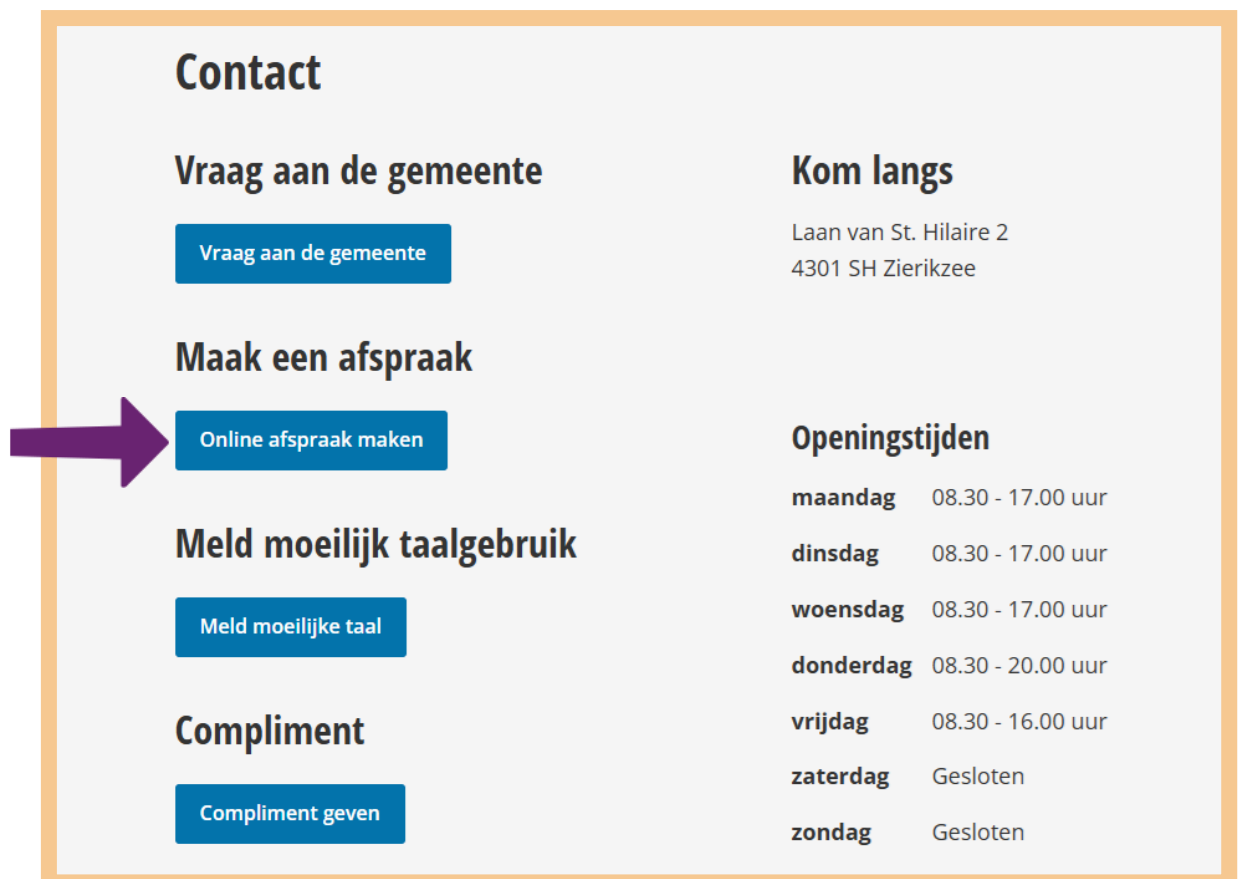 Contact
Vraag aan de gemeente
Vraag aan de gemeente
Maak een afspraak
Online afspraak maken
Meld moeilijk taalgebruik
Meld moeilijke taal
Compliment
Compliment geven
Kom langs
Laan van St. Hilaire 2
4301 SH Zierikzee
Openingstijden
maandag 08.30 - 17.00 uur
dinsdag 08.30 - 17.00 uur
woensdag 08.30 - 17.00 uur
donderdag 08.30 - 20.00 uur
vrijdag 08.30 - 16.00 uur
zaterdag Gesloten
zondag Gesloten